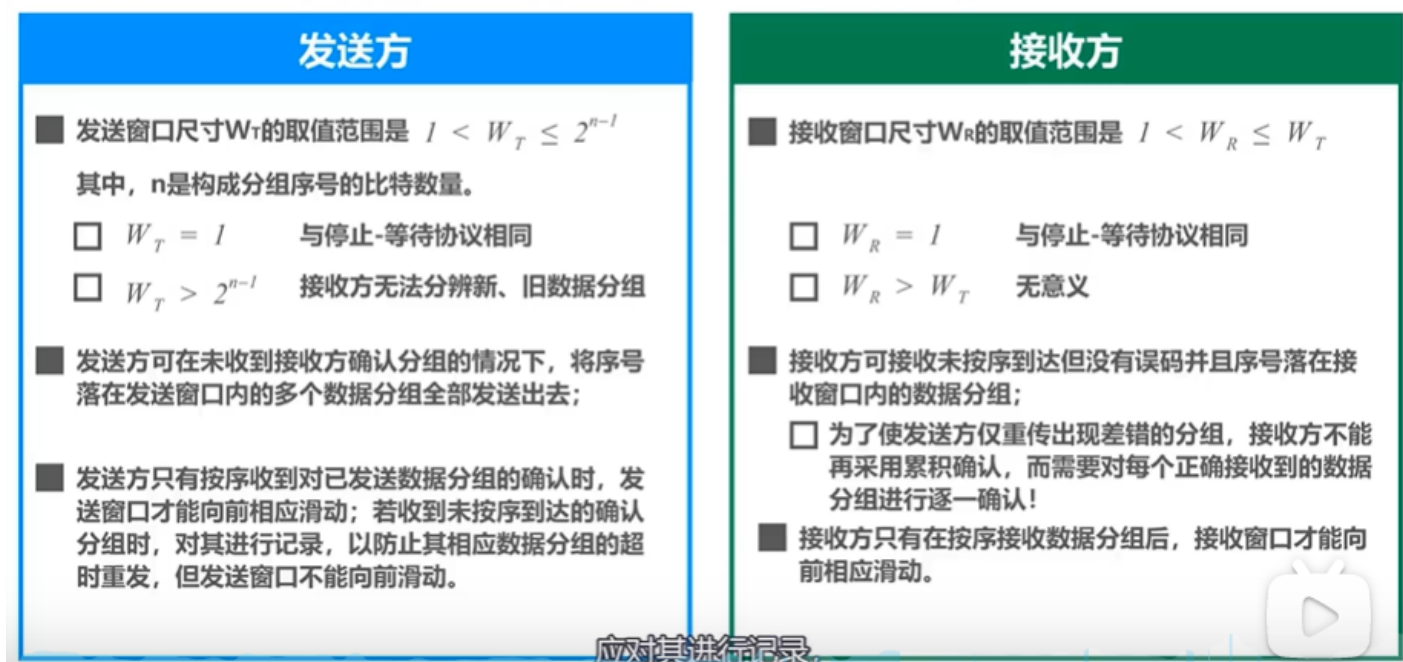 发送方
■ 发送窗口尺寸WT的取值范围是 1 < W_T ≤ 2^{n-1}
其中，n是构成分组序号的比特数量。
□ W_T = 1 与停止-等待协议相同
□ W_T > 2^{n-1} 接收方无法分辨新、旧数据分组
■ 发送方可在未收到接收方确认分组的情况下，将序号
落在发送窗口内的多个数据分组全部发送出去；
■ 发送方只有按序收到对已发送数据分组的确认时，发
送窗口才能向前相应滑动；若收到未按序到达的确认
分组时，对其进行记录，以防止其相应数据分组的超
时重发，但发送窗口不能向前滑动。
接收方
■ 接收窗口尺寸WR的取值范围是 1 < W_R ≤ W_T
□ W_R = 1 与停止-等待协议相同
□ W_R > W_T 无意义
■ 接收方可接收未按序到达但没有误码并且序号落在接
收窗口内的数据分组；
□ 为了使发送方仅重传出现差错的分组，接收方不能
再采用累积确认，而需要对每个正确接收到的数据
分组进行逐一确认！
■ 接收方只有在按序接收数据分组后，接收窗口才能向
前相应滑动。
应对其进行记录，